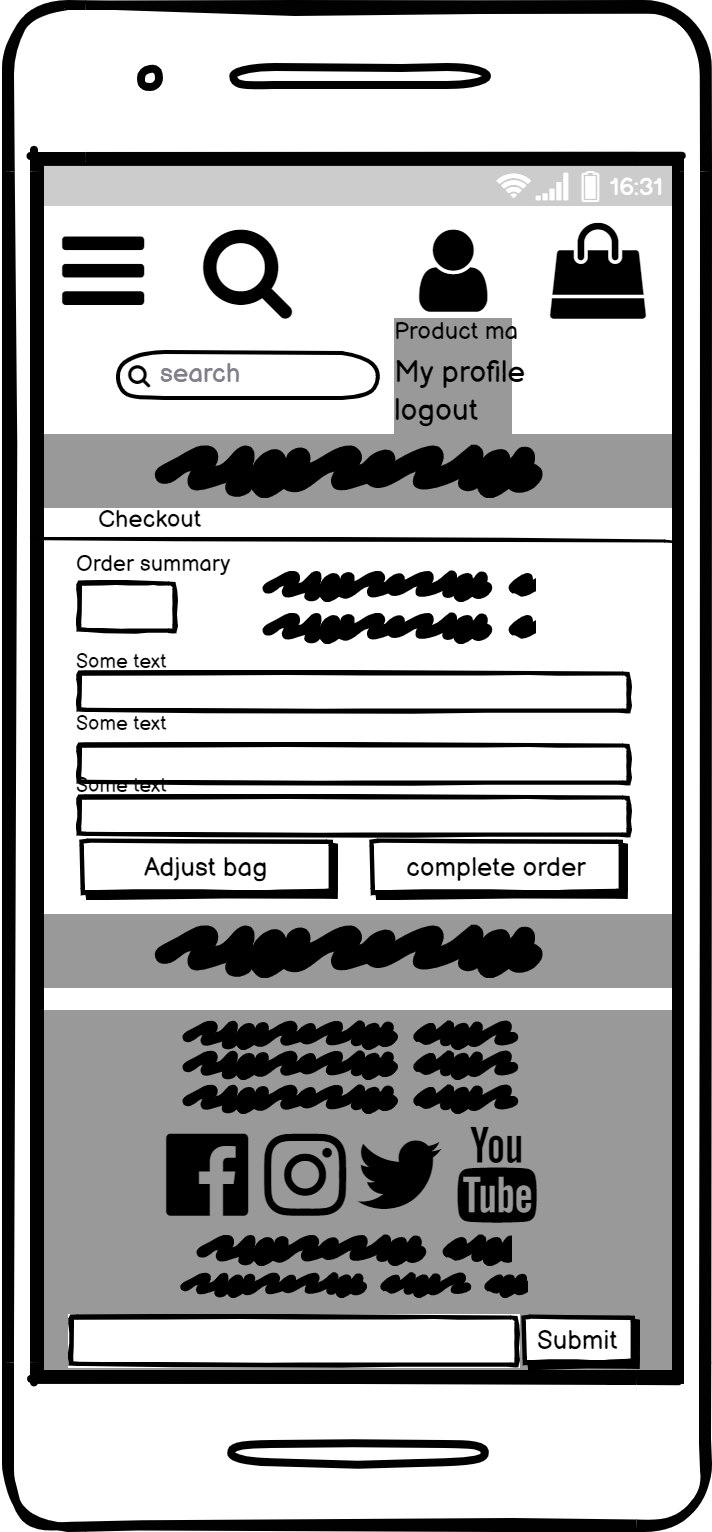 16:31
Product ma
search
My profile
logout
Checkout
Order summary
Some text
Some text
Some text
Adjust bag
complete order
You
Tube
Submit